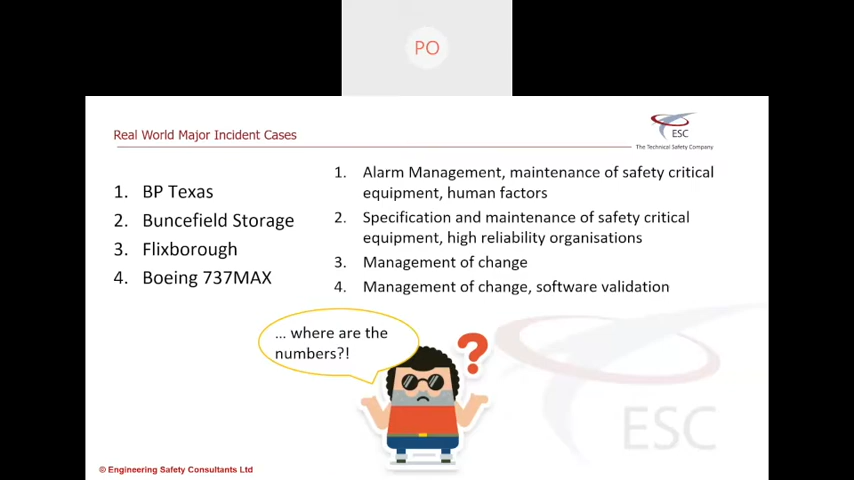 PO
Real World Major Incident Cases
ESC
The Technical Safety Company
1. BP Texas
2. Buncefield Storage
3. Flixborough
4. Boeing 737MAX
1. Alarm Management, maintenance of safety critical
equipment, human factors
2. Specification and maintenance of safety critical
equipment, high reliability organisations
3. Management of change
4. Management of change, software validation
... where are the
numbers?!
?
ESC
© Engineering Safety Consultants Ltd